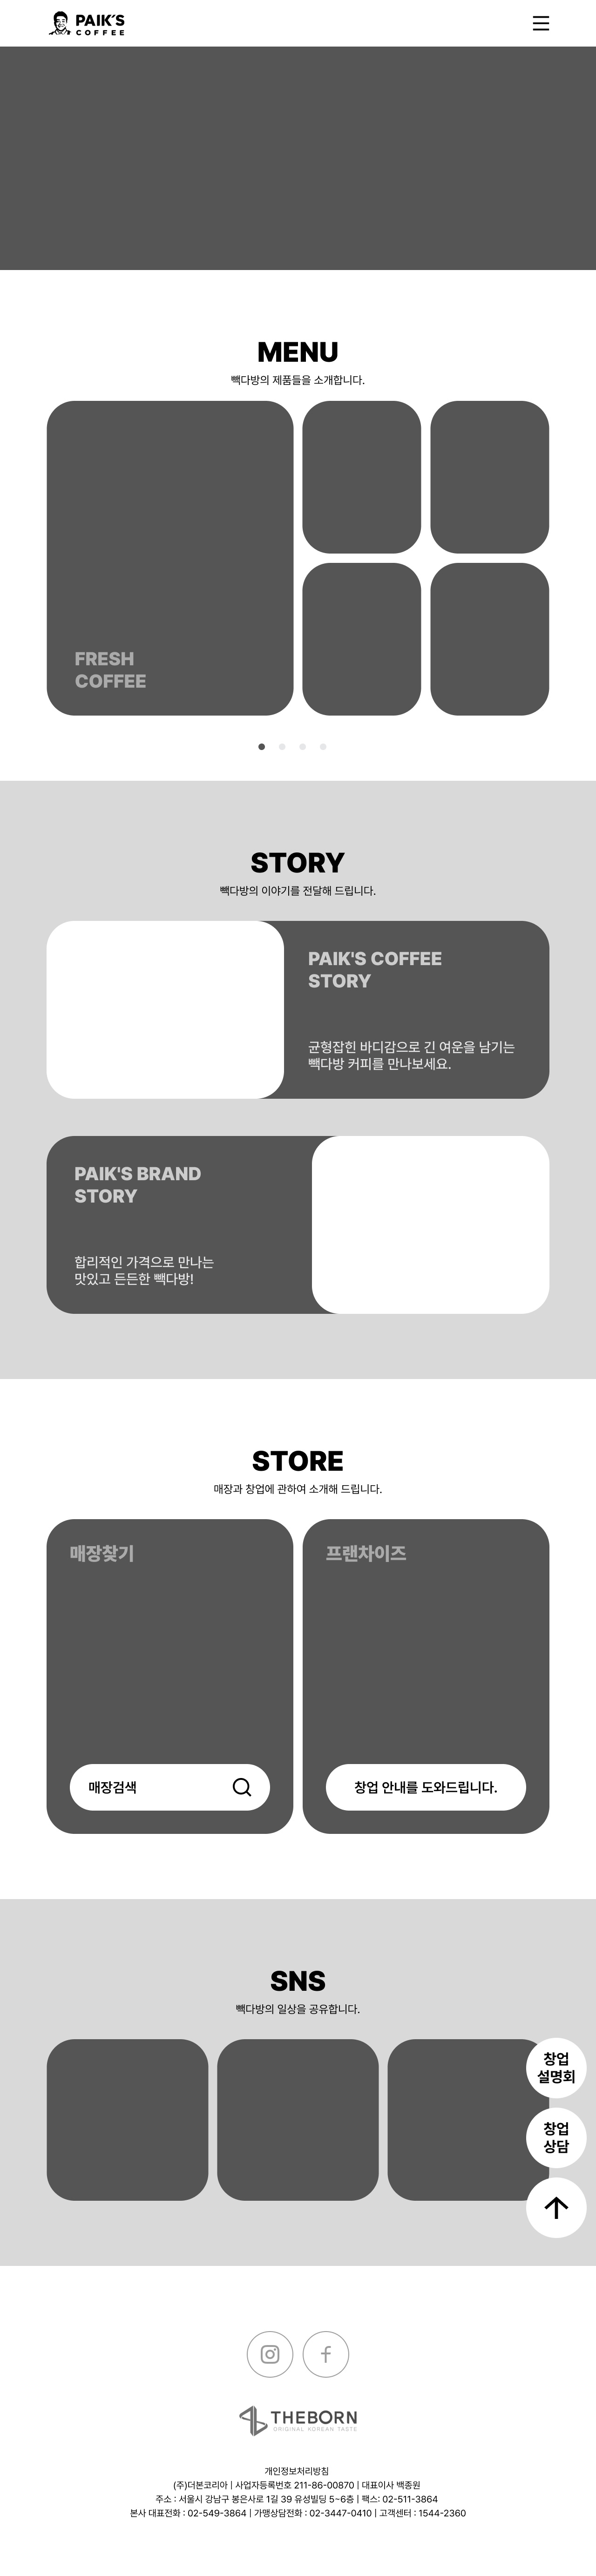 PAIK'S
COFFEE
MENU
빽다방의 제품들을 소개합니다.
FRESH
COFFEE
STORY
빽다방의 이야기를 전달해 드립니다.
PAIK'S COFFEE
STORY
균형잡힌 바디감으로 긴 여운을 남기는
빽다방 커피를 만나보세요.
PAIK'S BRAND
STORY
합리적인 가격으로 만나는
맛있고 든든한 빽다방!
STORE
매장과 창업에 관하여 소개해 드립니다.
매장찾기
매장검색
프랜차이즈
창업 안내를 도와드립니다.
SNS
빽다방의 일상을 공유합니다.
창업
설명회
창업
상담
THEBORN
ORIGINAL KOREAN TASTE
개인정보처리방침
(주)더본코리아 | 사업자등록번호 211-86-00870 | 대표이사 백종원
주소 : 서울시 강남구 봉은사로 1길 39 유성빌딩 5~6층 | 팩스: 02-511-3864
본사 대표전화 : 02-549-3864 | 가맹상담전화 : 02-3447-0410 | 고객센터 : 1544-2360